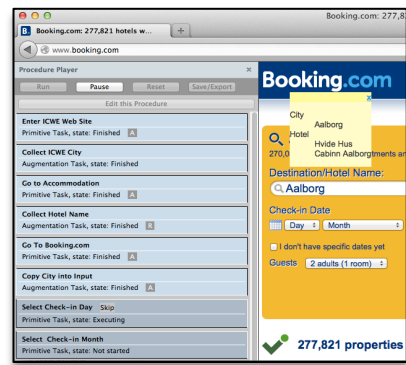 Booking.com: 277,8
B. Booking.com: 277,821 hotels w...
www.booking.com
Procedure Player
Run Pause Reset Save/Export
Edit this Procedure
Enter ICWE Web Site
Primitive Task, state: Finished A
Collect ICWE City
Augmentation Task, state: Finished
Go to Accommodation
Primitive Task, state: Finished A
Collect Hotel Name
Augmentation Task, state: Finished R
Go To Booking.com
Primitive Task, state: Finished A
Copy City into Input
Augmentation Task, state: Finished A
Select Check-in Day Skip
Primitive Task, state: Executing
Select Check-in Month
Primitive Task, state: Not started
Booking.com
x
City
Aalborg
Hotel
Hvide Hus
Cabinn Aalborgtments an
270,0
Destination/Hotel Name:
Aalborg
Check-in Date
Day Month
I don't have specific dates yet
Guests 2 adults (1 room)
277,821 properties